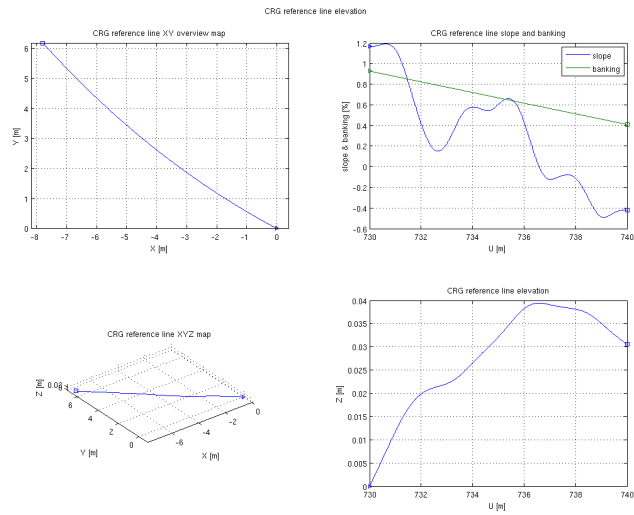 CRG reference line elevation
CRG reference line XY overview map
6
5
4
3
2
1
0
Y [m]
-8 -7 -6 -5 -4 -3 -2 -1 0
X [m]
CRG reference line slope and banking
slope
banking
1.2
1
0.8
0.6
0.4
0.2
0
-0.2
-0.4
-0.6
slope & banking [%]
730 732 734 736 738 740
U [m]
CRG reference line XYZ map
Z [m]
6
4
2
0
Y [m]
-6 -4 -2 0
X [m]
CRG reference line elevation
0.04
0.035
0.03
0.025
0.02
0.015
0.01
0.005
0
Z [m]
730 732 734 736 738 740
U [m]